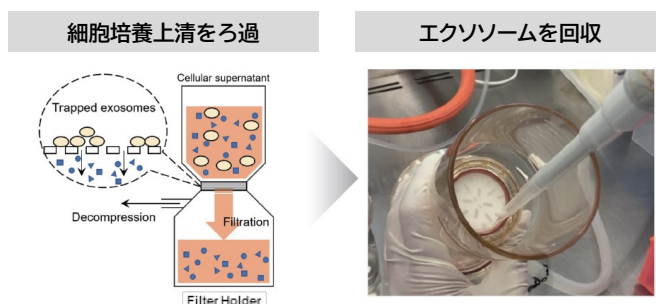 細胞培養上清をろ過
エクソソームを回収
Cellular supernatant
Trapped exosomes
Decompression
Filtration
Filter Holder